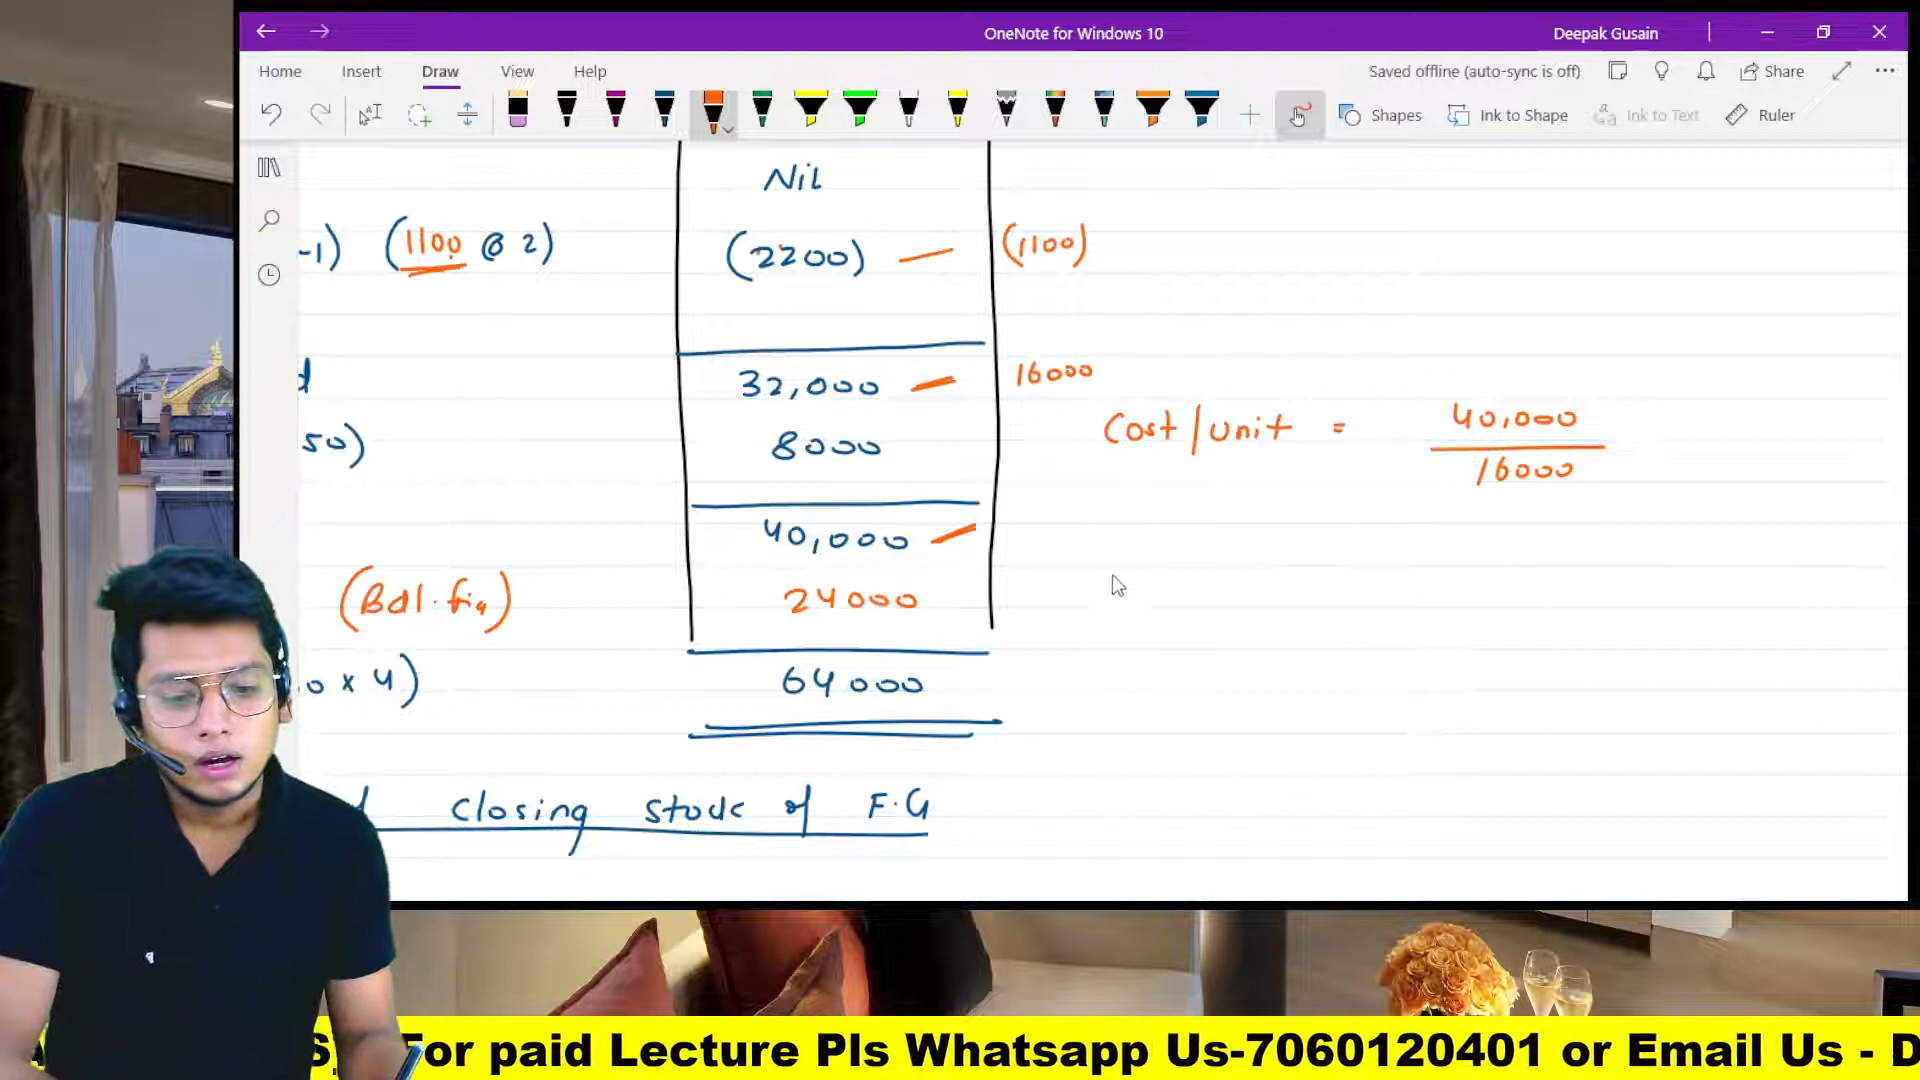 OneNote for Windows 10
Deepak Gusain
Home Insert Draw View Help
Saved offline (auto-sync is off) Share
Shapes Ink to Shape Ink to Text Ruler
Nil
-1) (1100 @ 2) (2200) (1100)
d 32,000 16000
50) 8000
Cost/unit = 40,000
16000
40,000
(Bal. fig) 24000
0 x 4) 64000
closing stock of F.G
For paid Lecture Pls Whatsapp Us-7060120401 or Email Us - D